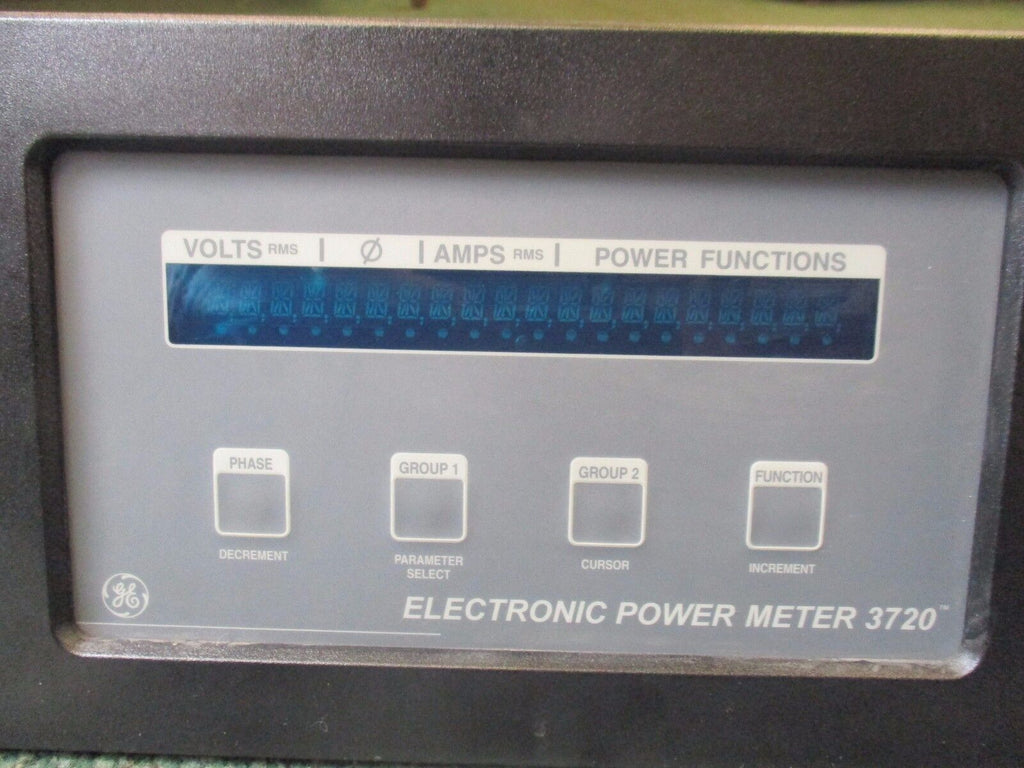 VOLTS RMS | Ø | AMPS RMS | POWER FUNCTIONS
PHASE
GROUP 1
GROUP 2
FUNCTION
DECREMENT
PARAMETER
SELECT
CURSOR
INCREMENT
GE
ELECTRONIC POWER METER 3720™